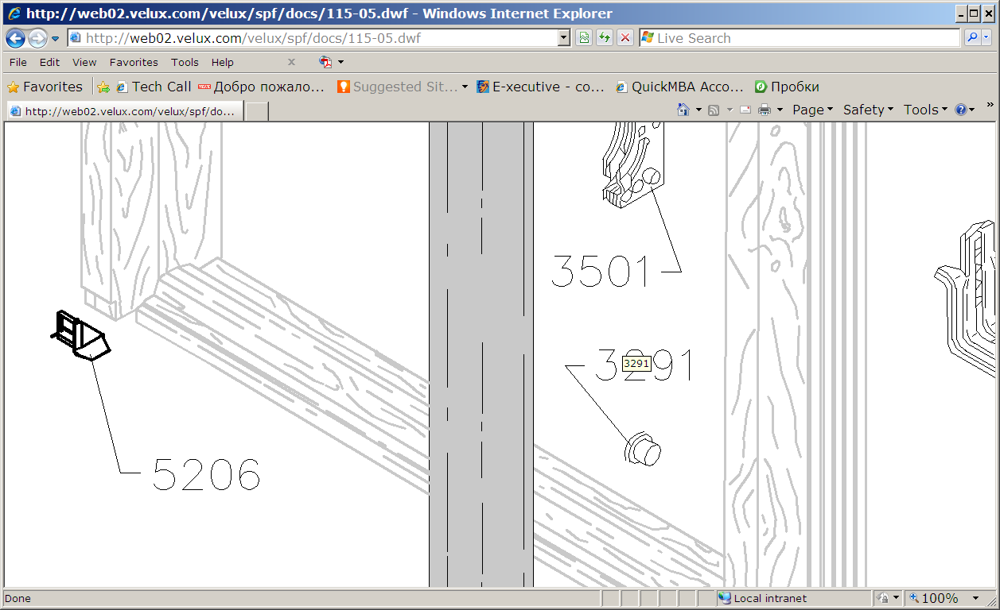 http://web02.velux.com/velux/spf/docs/115-05.dwf - Windows Internet Explorer
http://web02.velux.com/velux/spf/docs/115-05.dwf
Live Search
File Edit View Favorites Tools Help x
Favorites Tech Call VELUX Добро пожало... Suggested Sit... E-xecutive - co... QuickMBA Acco... Пробки
http://web02.velux.com/velux/spf/do... Page Safety Tools »
3501
3291
3291
5206
Done Local intranet 100%